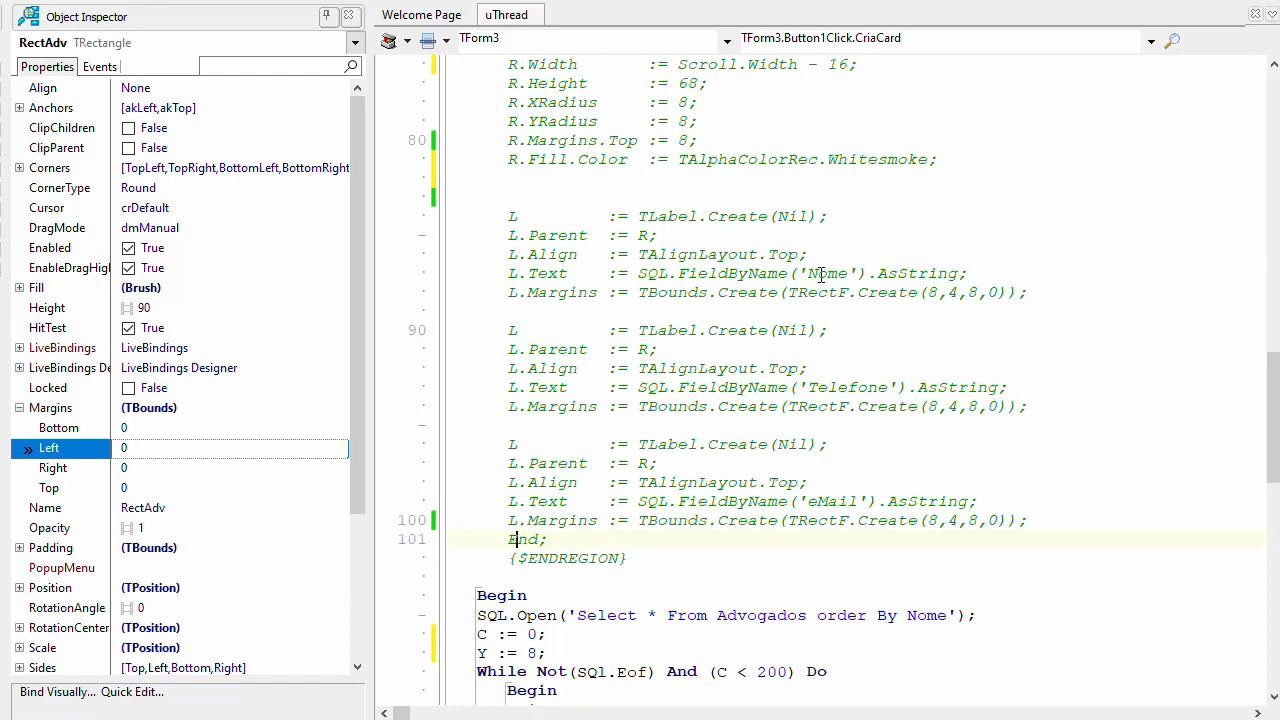 Object Inspector
RectAdv TRectangle
Properties Events
Align None
Anchors [akLeft,akTop]
ClipChildren False
ClipParent False
Corners [TopLeft,TopRight,BottomLeft,BottomRight
CornerType Round
Cursor crDefault
DragMode dmManual
Enabled True
EnableDragHigl True
Fill (Brush)
Height 90
HitTest True
LiveBindings LiveBindings
LiveBindings De LiveBindings Designer
Locked False
Margins (TBounds)
Bottom 0
Left 0
Right 0
Top 0
Name RectAdv
Opacity 1
Padding (TBounds)
PopupMenu
Position (TPosition)
RotationAngle 0
RotationCenter (TPosition)
Scale (TPosition)
Sides [Top,Left,Bottom,Right]
Bind Visually... Quick Edit...
Welcome Page uThread
TForm3 TForm3.Button1Click.CriaCard
R.Width := Scroll.Width - 16;
R.Height := 68;
R.XRadius := 8;
R.YRadius := 8;
80 R.Margins.Top := 8;
R.Fill.Color := TAlphaColorRec.Whitesmoke;
L := TLabel.Create(Nil);
L.Parent := R;
L.Align := TAlignLayout.Top;
L.Text := SQL.FieldByName('Nome').AsString;
L.Margins := TBounds.Create(TRectF.Create(8,4,8,0));
90 L := TLabel.Create(Nil);
L.Parent := R;
L.Align := TAlignLayout.Top;
L.Text := SQL.FieldByName('Telefone').AsString;
L.Margins := TBounds.Create(TRectF.Create(8,4,8,0));
L := TLabel.Create(Nil);
L.Parent := R;
L.Align := TAlignLayout.Top;
L.Text := SQL.FieldByName('eMail').AsString;
100 L.Margins := TBounds.Create(TRectF.Create(8,4,8,0));
101 End;
{$ENDREGION}
Begin
SQL.Open('Select * From Advogados order By Nome');
C := 0;
Y := 8;
While Not(SQl.Eof) And (C < 200) Do
Begin